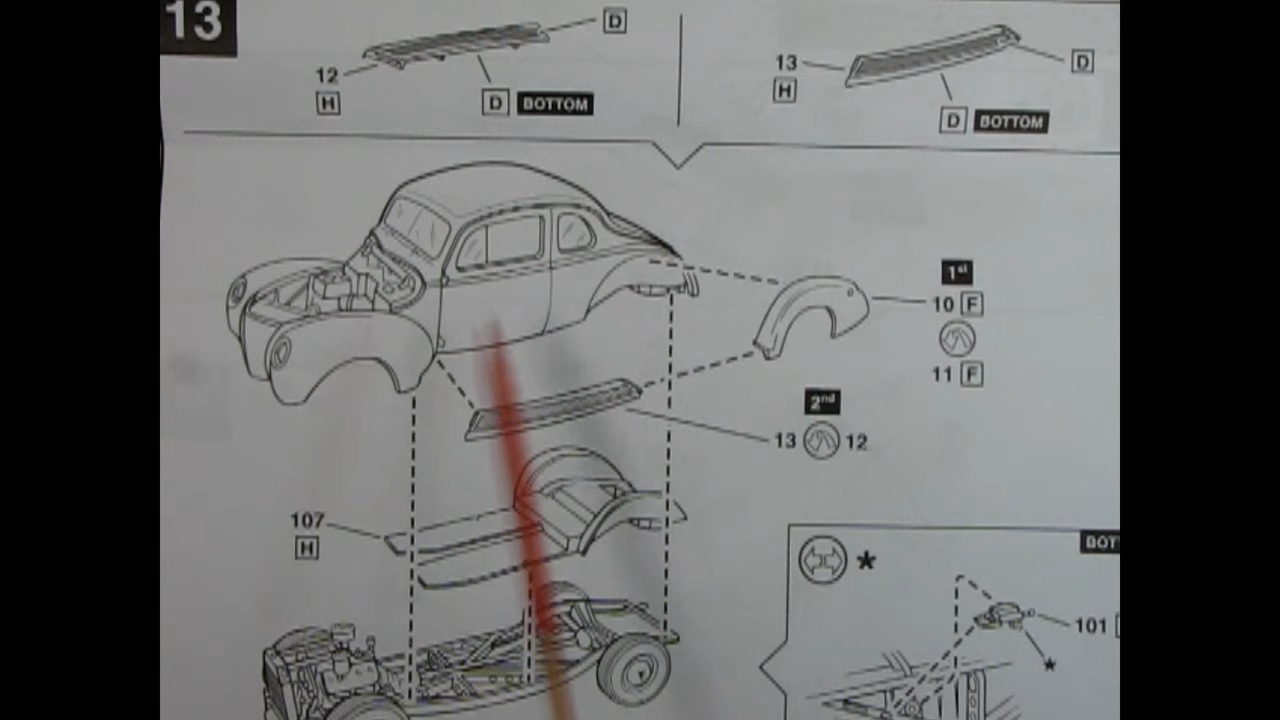 13
D
12
H
D BOTTOM
13
H
D
D BOTTOM
1st
10 F
11 F
2nd
13 12
107
H
BOT
*
101
*